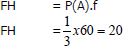 FH = P(A).f
FH = 1/3 x60 = 20